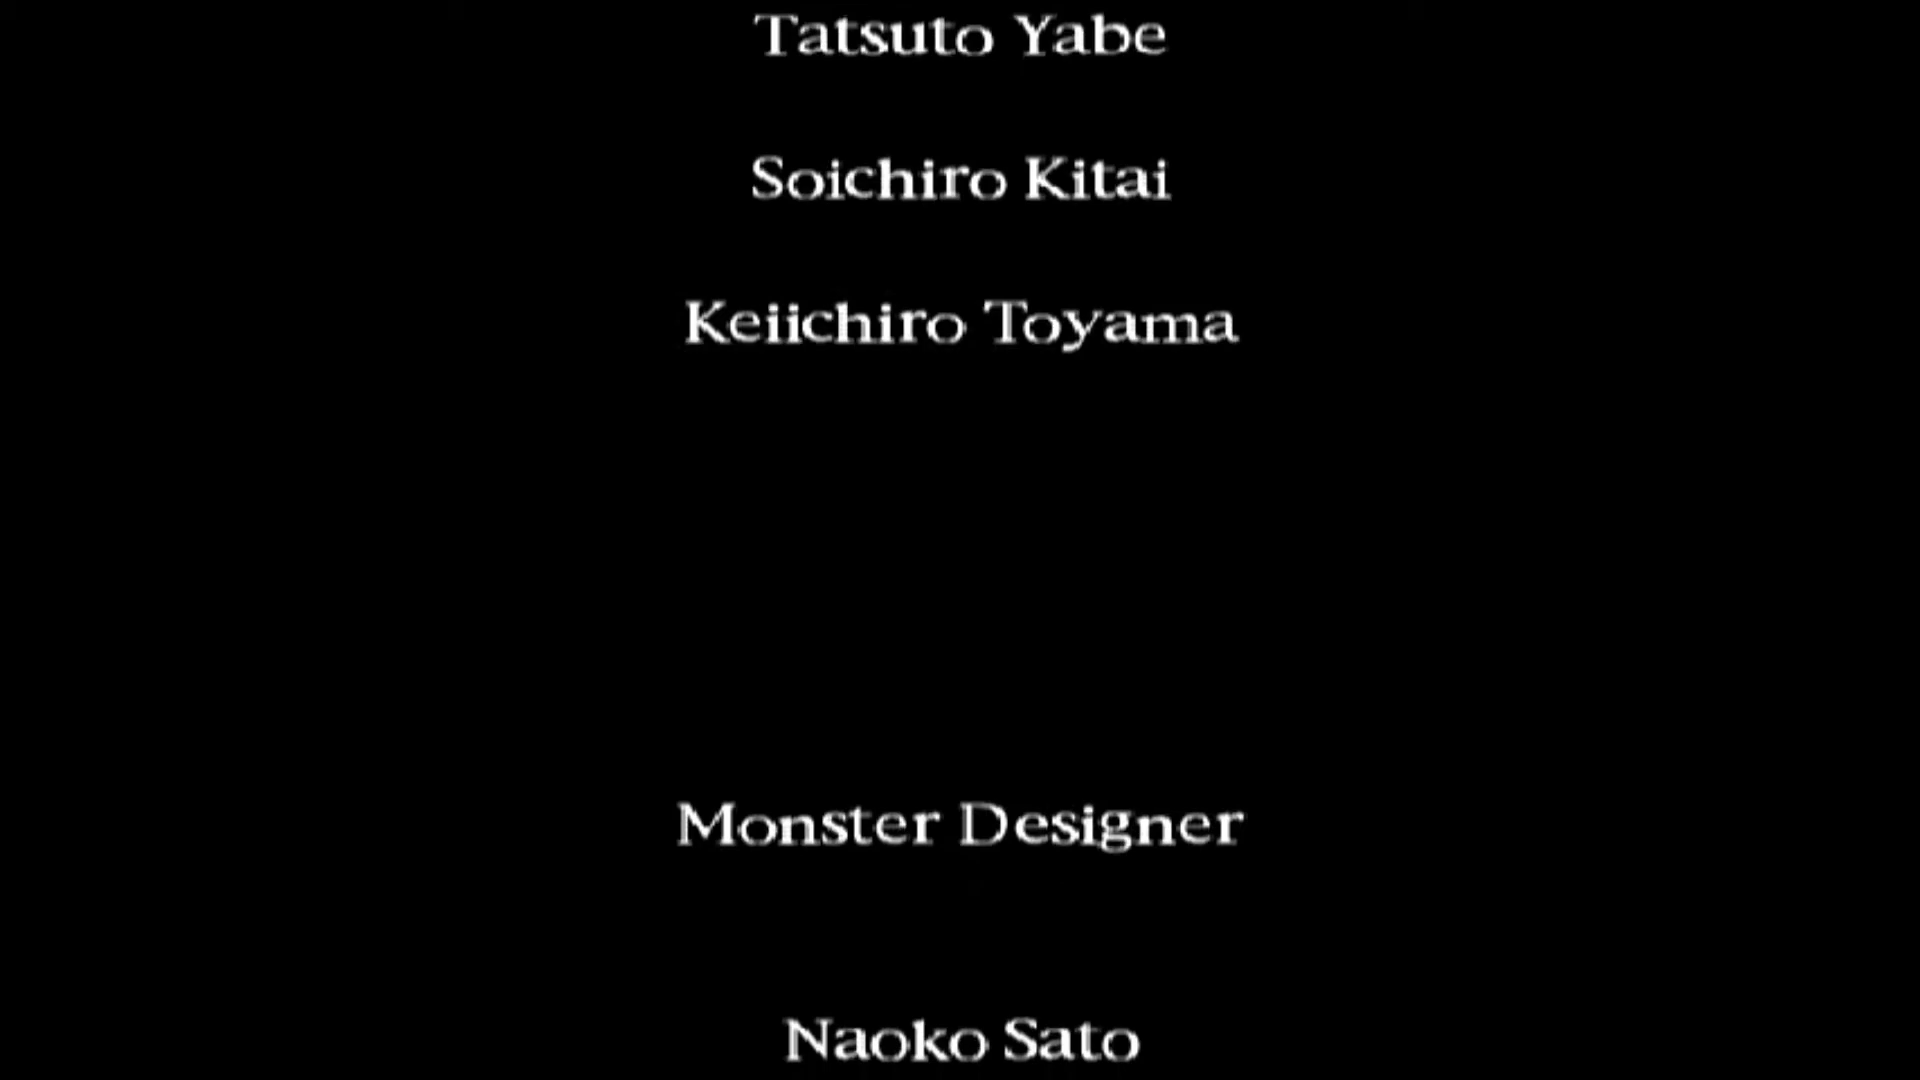 Tatsuto Yabe
Soichiro Kitai
Keiichiro Toyama
Monster Designer
Naoko Sato